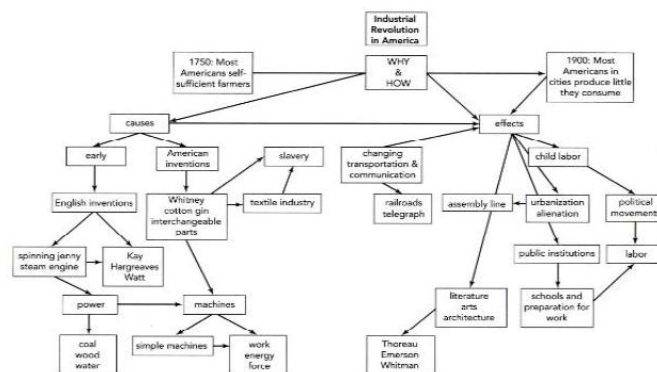 Industrial
Revolution
in America
1750: Most
Americans self-
sufficient farmers
WHY
&
HOW
1900: Most
Americans in
cities produce little
they consume
causes
effects
early
American
inventions
slavery
changing
transportation &
communication
child labor
English inventions
Whitney
cotton gin
interchangeable
parts
textile industry
railroads
telegraph
assembly line
urbanization
alienation
political
movements
spinning jenny
steam engine
Kay
Hargreaves
Watt
public institutions
labor
power
machines
literature
arts
architecture
schools and
preparation for
work
coal
wood
water
simple machines
work
energy
force
Thoreau
Emerson
Whitman